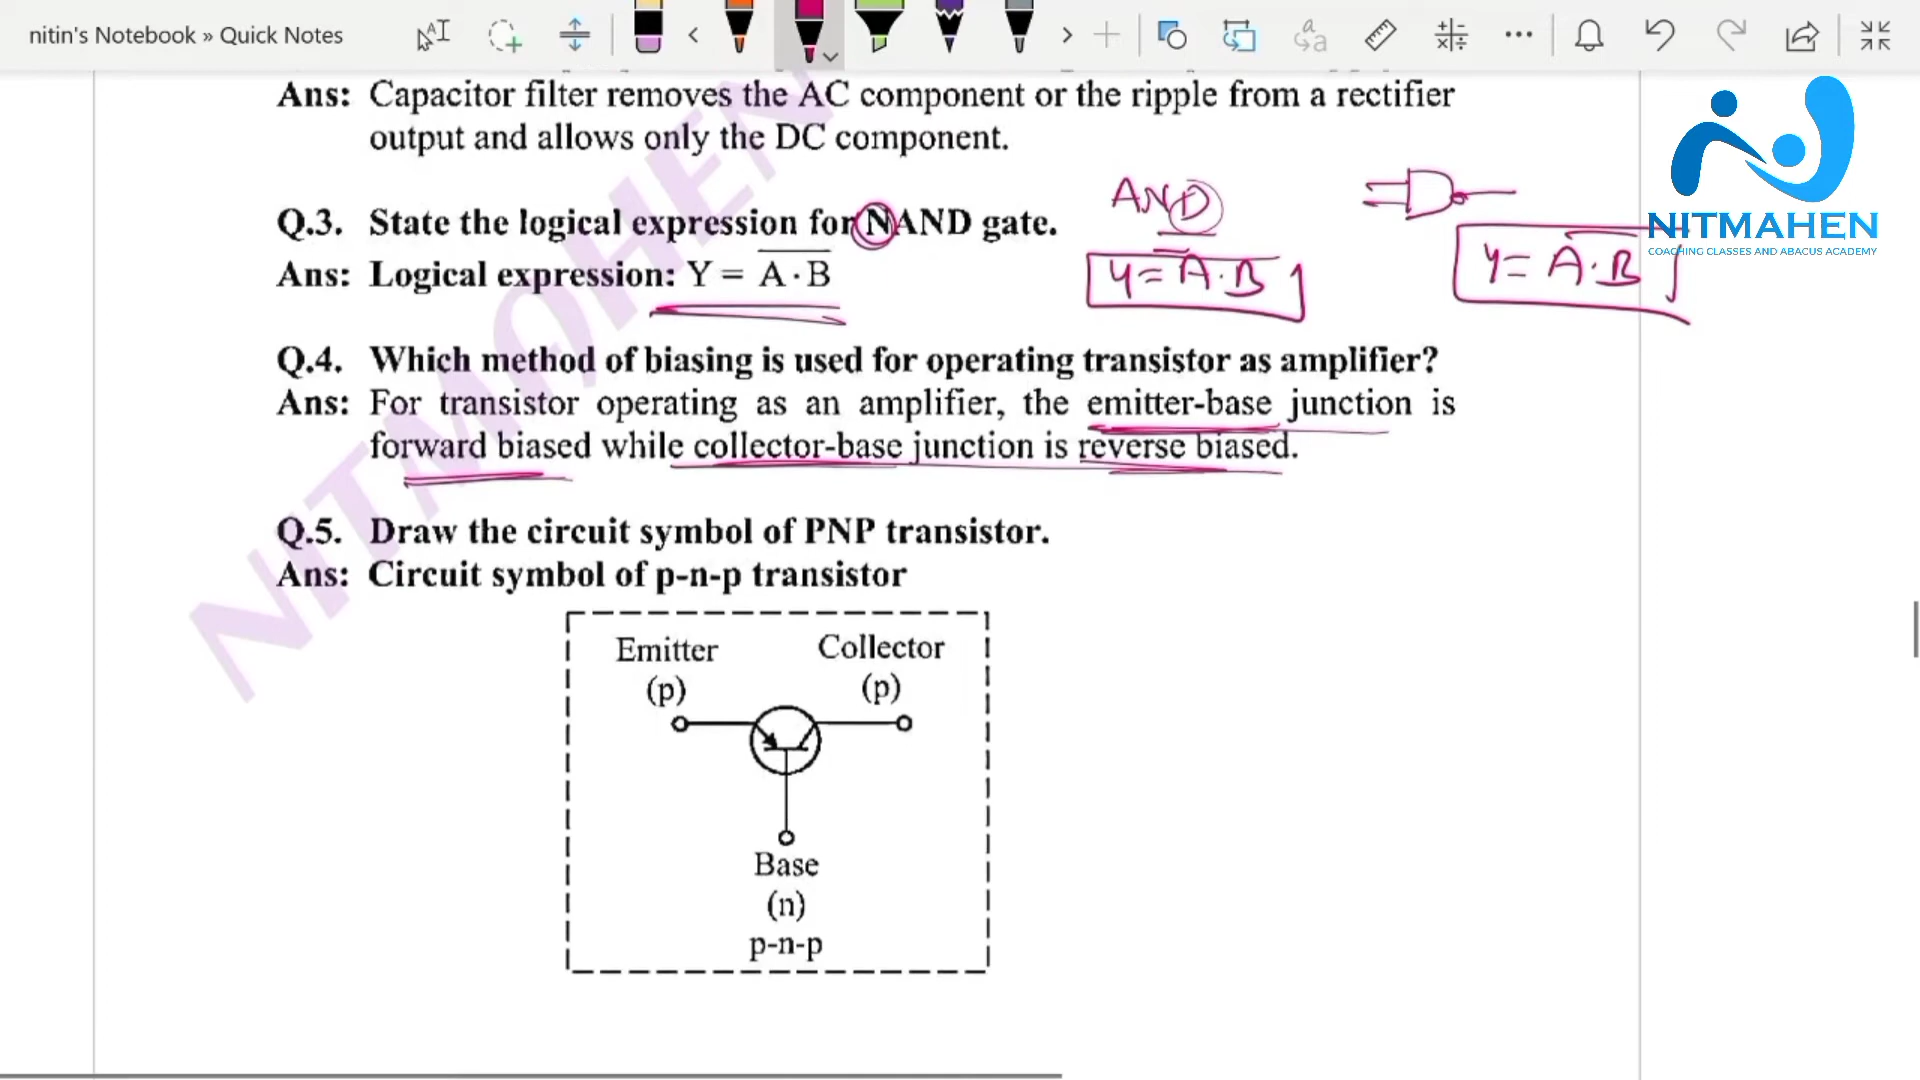 nitin's Notebook » Quick Notes
Ans: Capacitor filter removes the AC component or the ripple from a rectifier
output and allows only the DC component.
Q.3. State the logical expression for NAND gate.
Ans: Logical expression: Y = \overline{A · B}
AND
Y = A·B
Y = \overline{A·B}
NITMAHEN
COACHING CLASSES AND ABACUS ACADEMY
Q.4. Which method of biasing is used for operating transistor as amplifier?
Ans: For transistor operating as an amplifier, the emitter-base junction is
forward biased while collector-base junction is reverse biased.
Q.5. Draw the circuit symbol of PNP transistor.
Ans: Circuit symbol of p-n-p transistor
Emitter Collector
(p) (p)
Base
(n)
p-n-p
NITMAHEN